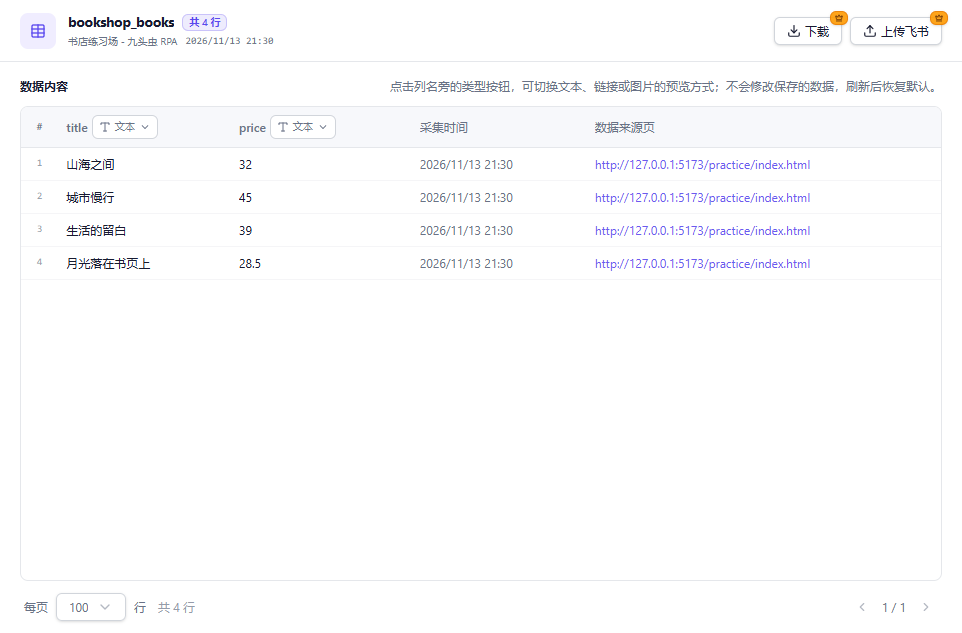 bookshop_books 共 4 行
书店练习场 - 九头虫 RPA 2026/11/13 21:30
下载
上传飞书
数据内容 点击列名旁的类型按钮，可切换文本、链接或图片的预览方式；不会修改保存的数据，刷新后恢复默认。
# title 文本 price 文本 采集时间 数据来源页
1 山海之间 32 2026/11/13 21:30 http://127.0.0.1:5173/practice/index.html
2 城市慢行 45 2026/11/13 21:30 http://127.0.0.1:5173/practice/index.html
3 生活的留白 39 2026/11/13 21:30 http://127.0.0.1:5173/practice/index.html
4 月光落在书页上 28.5 2026/11/13 21:30 http://127.0.0.1:5173/practice/index.html
每页 100 行 共 4 行 1 / 1